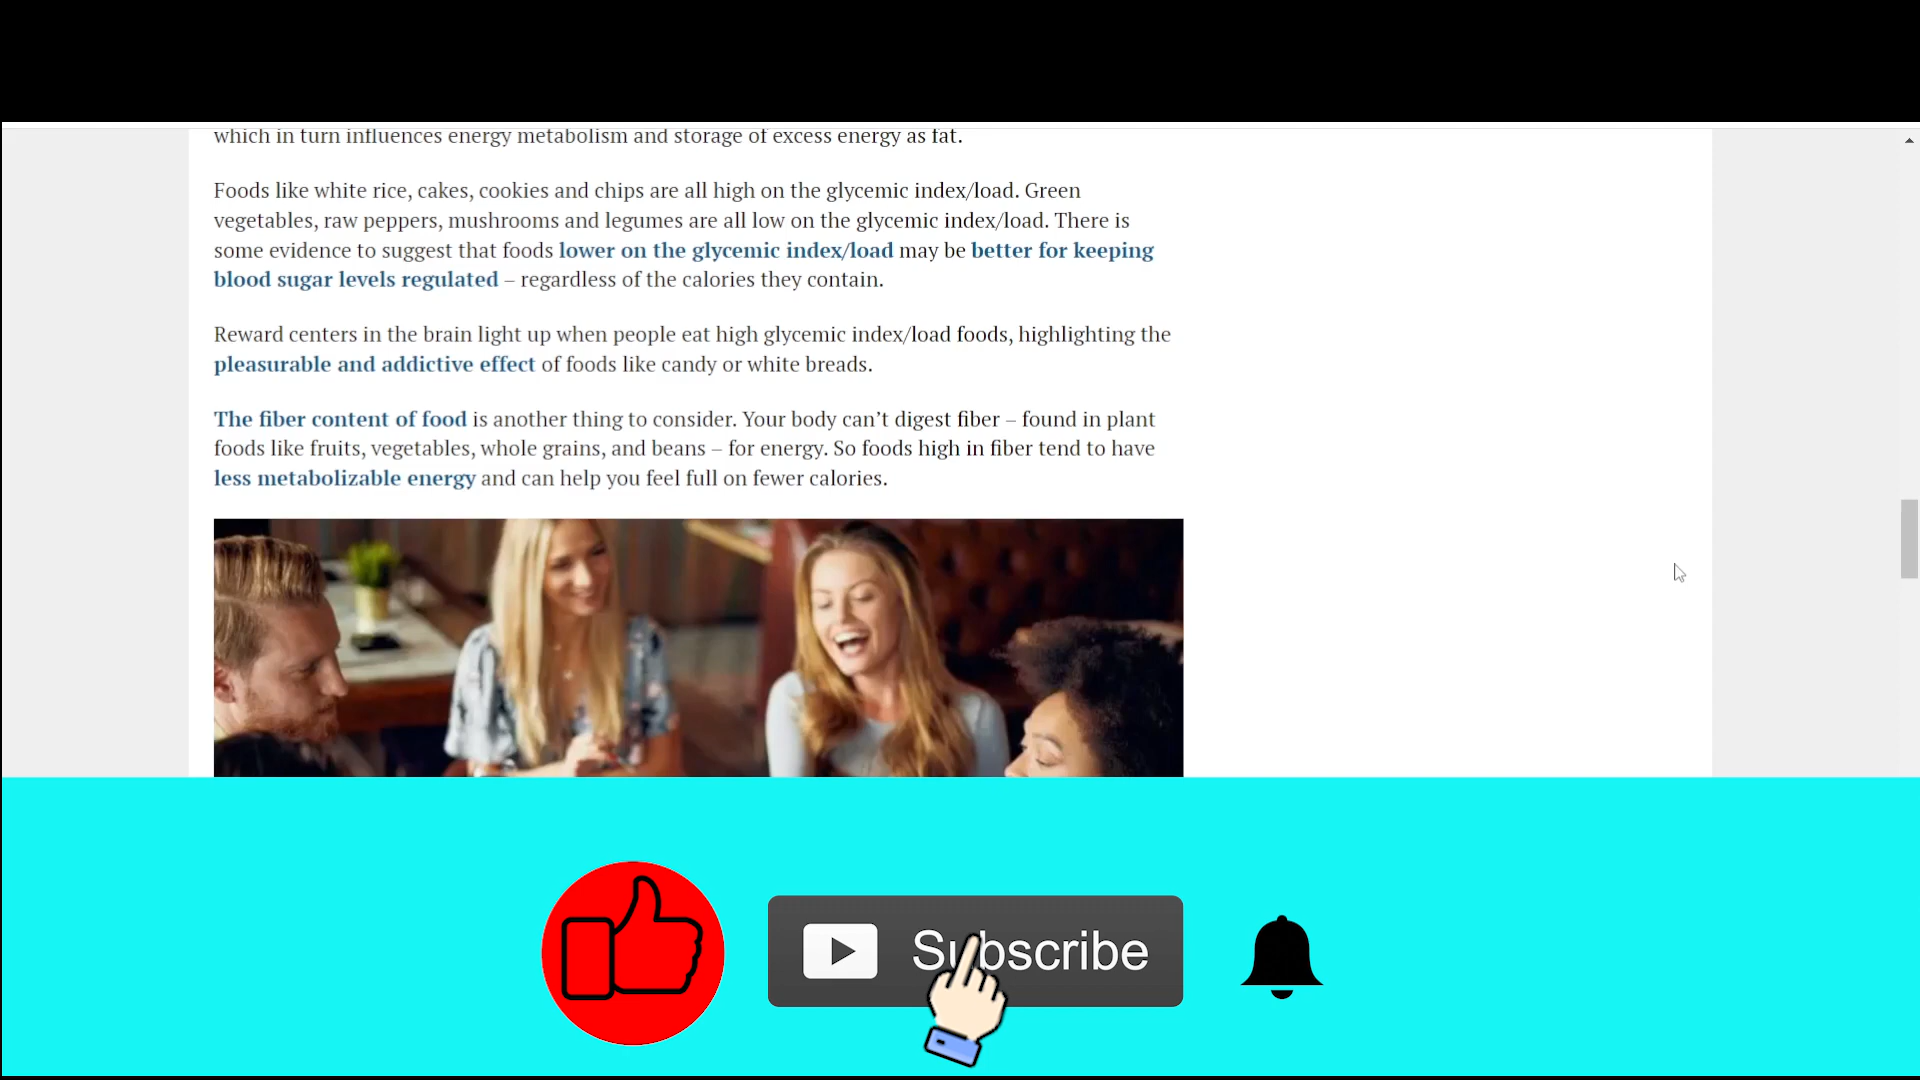 which in turn influences energy metabolism and storage of excess energy as fat.
Foods like white rice, cakes, cookies and chips are all high on the glycemic index/load. Green
vegetables, raw peppers, mushrooms and legumes are all low on the glycemic index/load. There is
some evidence to suggest that foods lower on the glycemic index/load may be better for keeping
blood sugar levels regulated – regardless of the calories they contain.
Reward centers in the brain light up when people eat high glycemic index/load foods, highlighting the
pleasurable and addictive effect of foods like candy or white breads.
The fiber content of food is another thing to consider. Your body can’t digest fiber – found in plant
foods like fruits, vegetables, whole grains, and beans – for energy. So foods high in fiber tend to have
less metabolizable energy and can help you feel full on fewer calories.
Subscribe